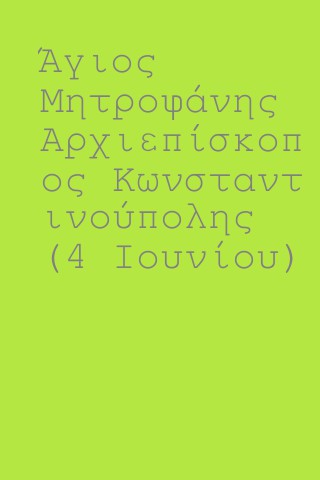 Άγιος
Μητροφάνης
Αρχιεπίσκοπ
ος Κωνσταντ
ινούπολης
(4 Ιουνίου)